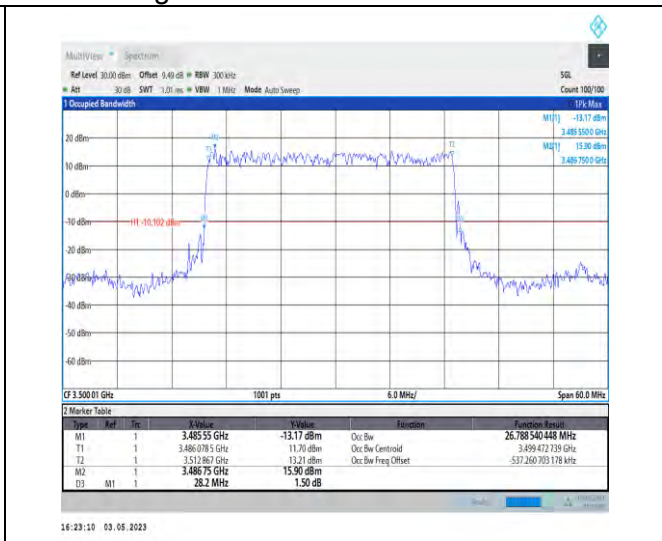 MultiView Spectrum
Ref Level 30.00 dBm Offset 9.49 dB RBW 300 kHz SGL
Att 30 dB SWT 1.01 ms VBW 1 MHz Mode Auto Sweep Count 100/100
1 Occupied Bandwidth 1Pk Max
M1[1] -13.17 dBm
3.485 5500 GHz
20 dBm
M2[1] 15.90 dBm
3.486 7500 GHz
10 dBm
0 dBm
-10 dBm
H1 -10.102 dBm
-20 dBm
-30 dBm
-40 dBm
-50 dBm
-60 dBm
CF 3.500 01 GHz 1001 pts 6.0 MHz/ Span 60.0 MHz
2 Marker Table
Type Ref Trc X-Value Y-Value Function Function Result
M1 1 3.485 55 GHz -13.17 dBm Occ Bw 26.788 540 448 MHz
T1 1 3.486 078 5 GHz 11.70 dBm Occ Bw Centroid 3.499 472 739 GHz
T2 1 3.512 867 GHz 13.21 dBm Occ Bw Freq Offset -537.260 703 178 kHz
M2 1 3.486 75 GHz 15.90 dBm
D3 M1 1 28.2 MHz 1.50 dB
16:23:10 03.05.2023